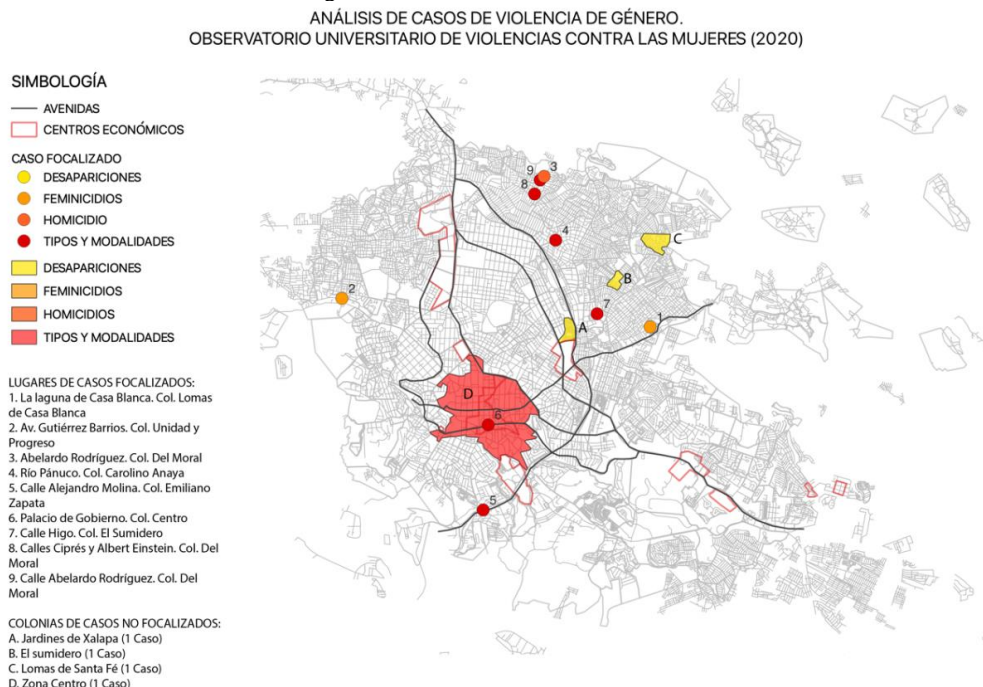 ANÁLISIS DE CASOS DE VIOLENCIA DE GÉNERO.
OBSERVATORIO UNIVERSITARIO DE VIOLENCIAS CONTRA LAS MUJERES (2020)
SIMBOLOGÍA
AVENIDAS
CENTROS ECONÓMICOS
CASO FOCALIZADO
DESAPARICIONES
FEMINICIDIOS
HOMICIDIO
TIPOS Y MODALIDADES
DESAPARICIONES
FEMINICIDIOS
HOMICIDIOS
TIPOS Y MODALIDADES
LUGARES DE CASOS FOCALIZADOS:
1. La laguna de Casa Blanca. Col. Lomas
de Casa Blanca
2. Av. Gutiérrez Barrios. Col. Unidad y
Progreso
3. Abelardo Rodríguez. Col. Del Moral
4. Río Pánuco. Col. Carolino Anaya
5. Calle Alejandro Molina. Col. Emiliano
Zapata
6. Palacio de Gobierno. Col. Centro
7. Calle Higo. Col. El Sumidero
8. Calles Ciprés y Albert Einstein. Col. Del
Moral
9. Calle Abelardo Rodríguez. Col. Del
Moral
COLONIAS DE CASOS NO FOCALIZADOS:
A. Jardines de Xalapa (1 Caso)
B. El sumidero (1 Caso)
C. Lomas de Santa Fé (1 Caso)
D. Zona Centro (1 Caso)
9
3
8
4
C
B
2
7
A
1
D
6
5